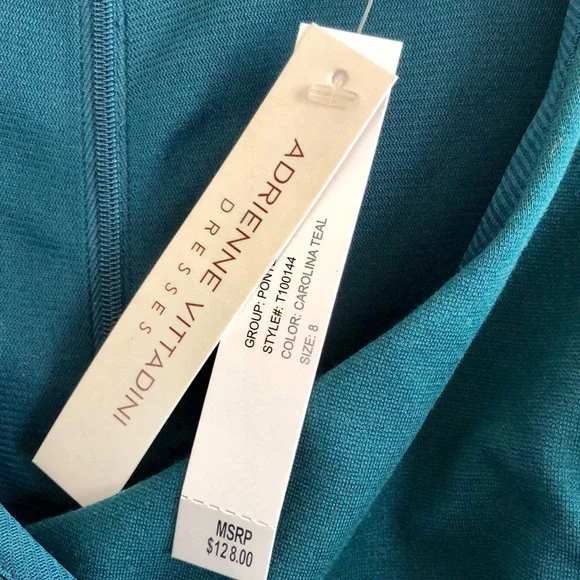 ADRIENNE VITTADINI
DRESSES
GROUP:
STYLE#: T100144
COLOR: CAROLINA TEAL
SIZE: 8
MSRP
$128.00